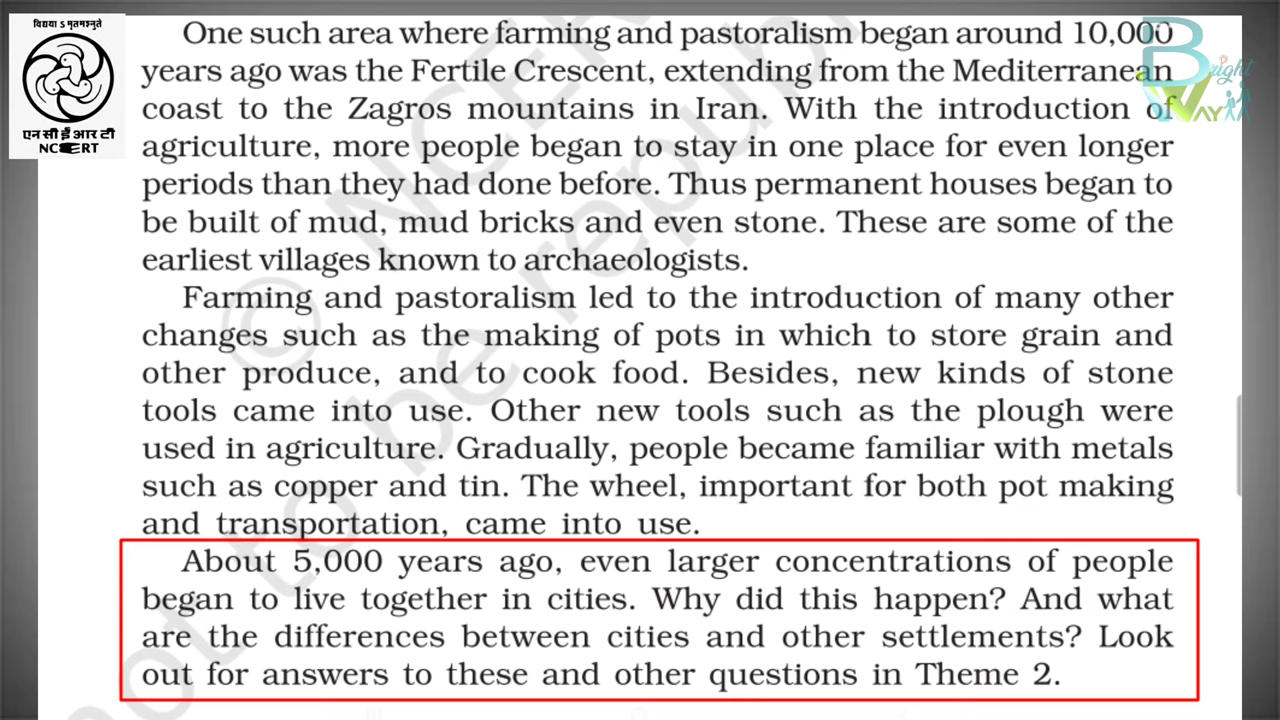 विद्यया ऽ मृतमश्नुते
एन सी ई आर टी
NCERT
Bright
WAY
One such area where farming and pastoralism began around 10,000
years ago was the Fertile Crescent, extending from the Mediterranean
coast to the Zagros mountains in Iran. With the introduction of
agriculture, more people began to stay in one place for even longer
periods than they had done before. Thus permanent houses began to
be built of mud, mud bricks and even stone. These are some of the
earliest villages known to archaeologists.
Farming and pastoralism led to the introduction of many other
changes such as the making of pots in which to store grain and
other produce, and to cook food. Besides, new kinds of stone
tools came into use. Other new tools such as the plough were
used in agriculture. Gradually, people became familiar with metals
such as copper and tin. The wheel, important for both pot making
and transportation, came into use.
About 5,000 years ago, even larger concentrations of people
began to live together in cities. Why did this happen? And what
are the differences between cities and other settlements? Look
out for answers to these and other questions in Theme 2.
© NCER
not to be repub